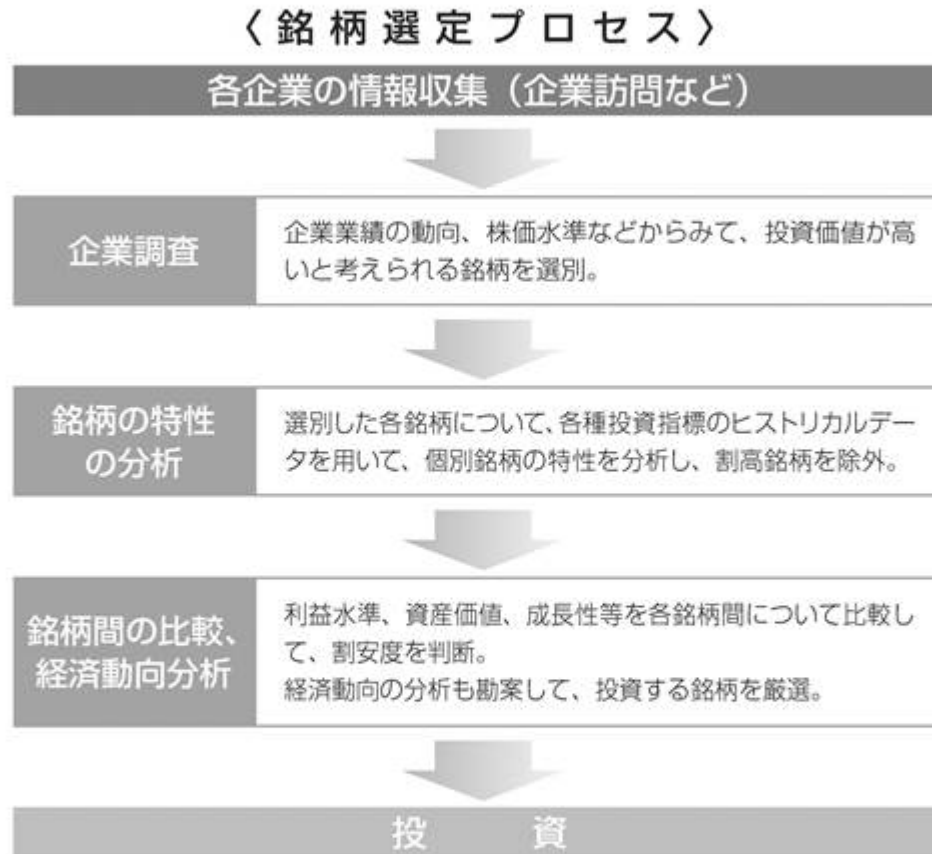 〈銘柄選定プロセス〉
各企業の情報収集（企業訪問など）
企業調査
企業業績の動向、株価水準などからみて、投資価値が高
いと考えられる銘柄を選別。
銘柄の特性
の分析
選別した各銘柄について、各種投資指標のヒストリカルデー
タを用いて、個別銘柄の特性を分析し、割高銘柄を除外。
銘柄間の比較、
経済動向分析
利益水準、資産価値、成長性等を各銘柄間について比較し
て、割安度を判断。
経済動向の分析も勘案して、投資する銘柄を厳選。
投　資